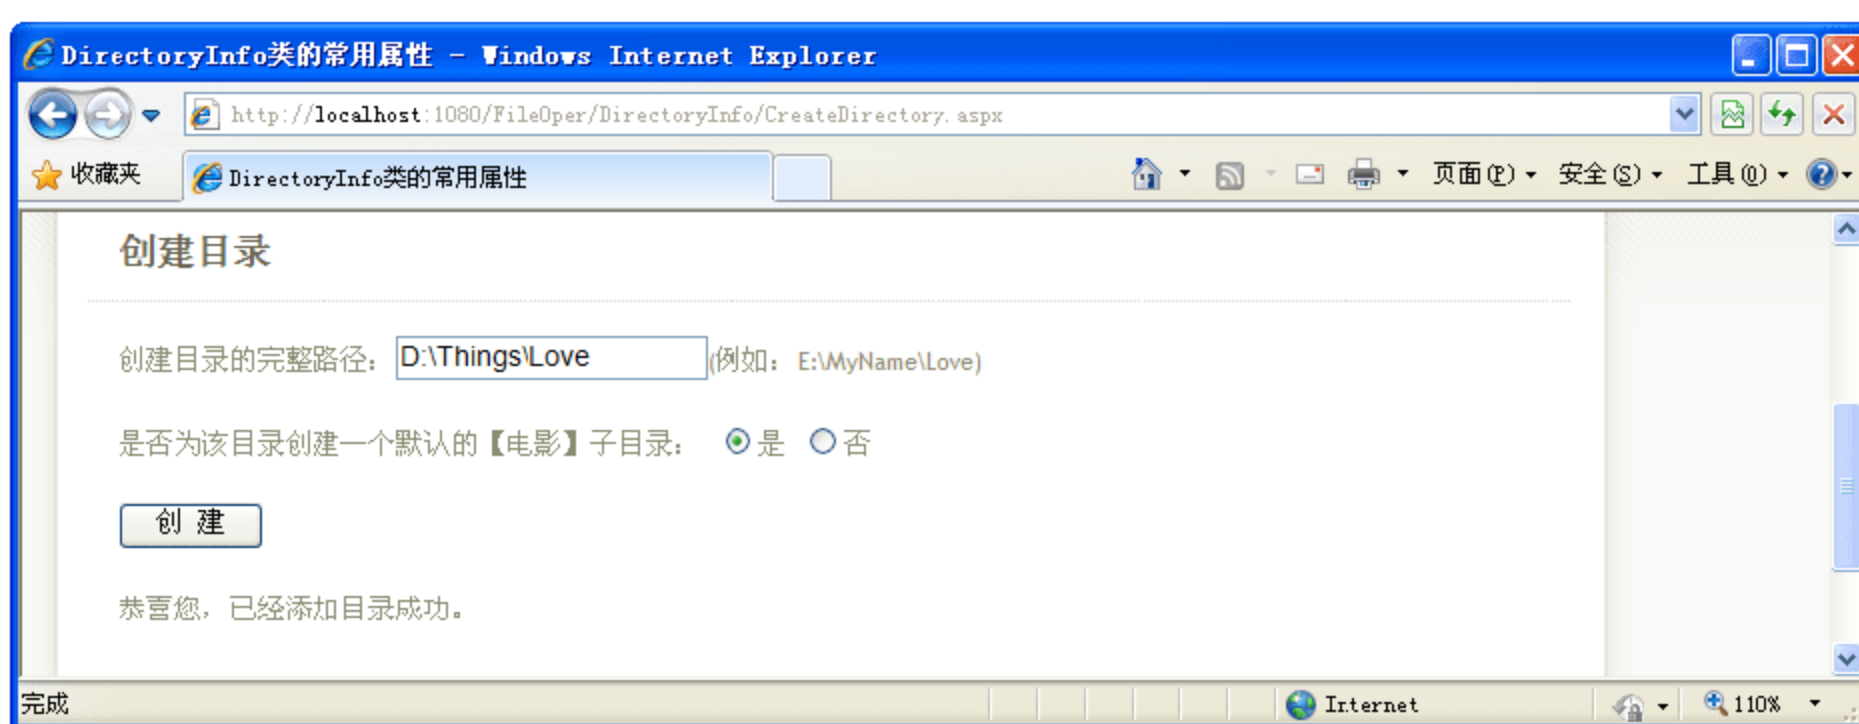 DirectoryInfo类的常用属性 - Windows Internet Explorer
http://localhost:1080/FileOper/DirectoryInfo/CreateDirectory.aspx
收藏夹 DirectoryInfo类的常用属性 页面(P) 安全(S) 工具(O)
创建目录
创建目录的完整路径： D:\Things\Love (例如： E:\MyName\Love)
是否为该目录创建一个默认的【电影】子目录： 是 否
创 建
恭喜您，已经添加目录成功。
完成 Internet 110%